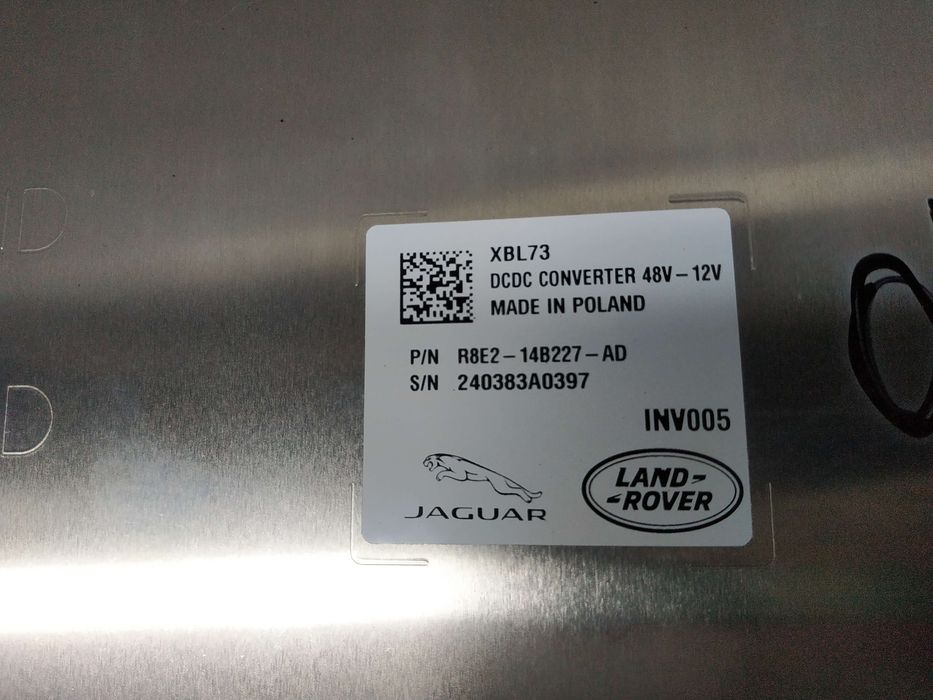 XBL73
DCDC CONVERTER 48V-12V
MADE IN POLAND
P/N R8E2-14B227-AD
S/N 240383A0397
INV005
JAGUAR
LAND-
ROVER
D
D